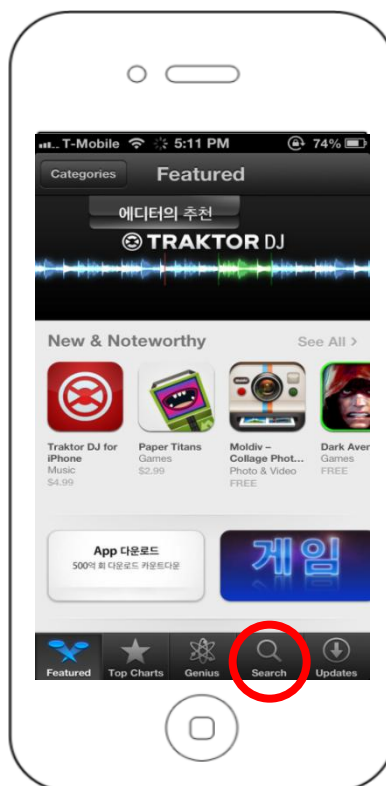 T-Mobile 5:11 PM 74%
Categories Featured
에디터의 추천
TRAKTOR DJ
New & Noteworthy See All >
Traktor DJ for iPhone
Music
$4.99
Paper Titans
Games
$2.99
Moldiv –
Collage Phot...
Photo & Video
FREE
Dark Aver
Games
FREE
App 다운로드
500억 회 다운로드 카운트다운
게임
Featured Top Charts Genius Search Updates